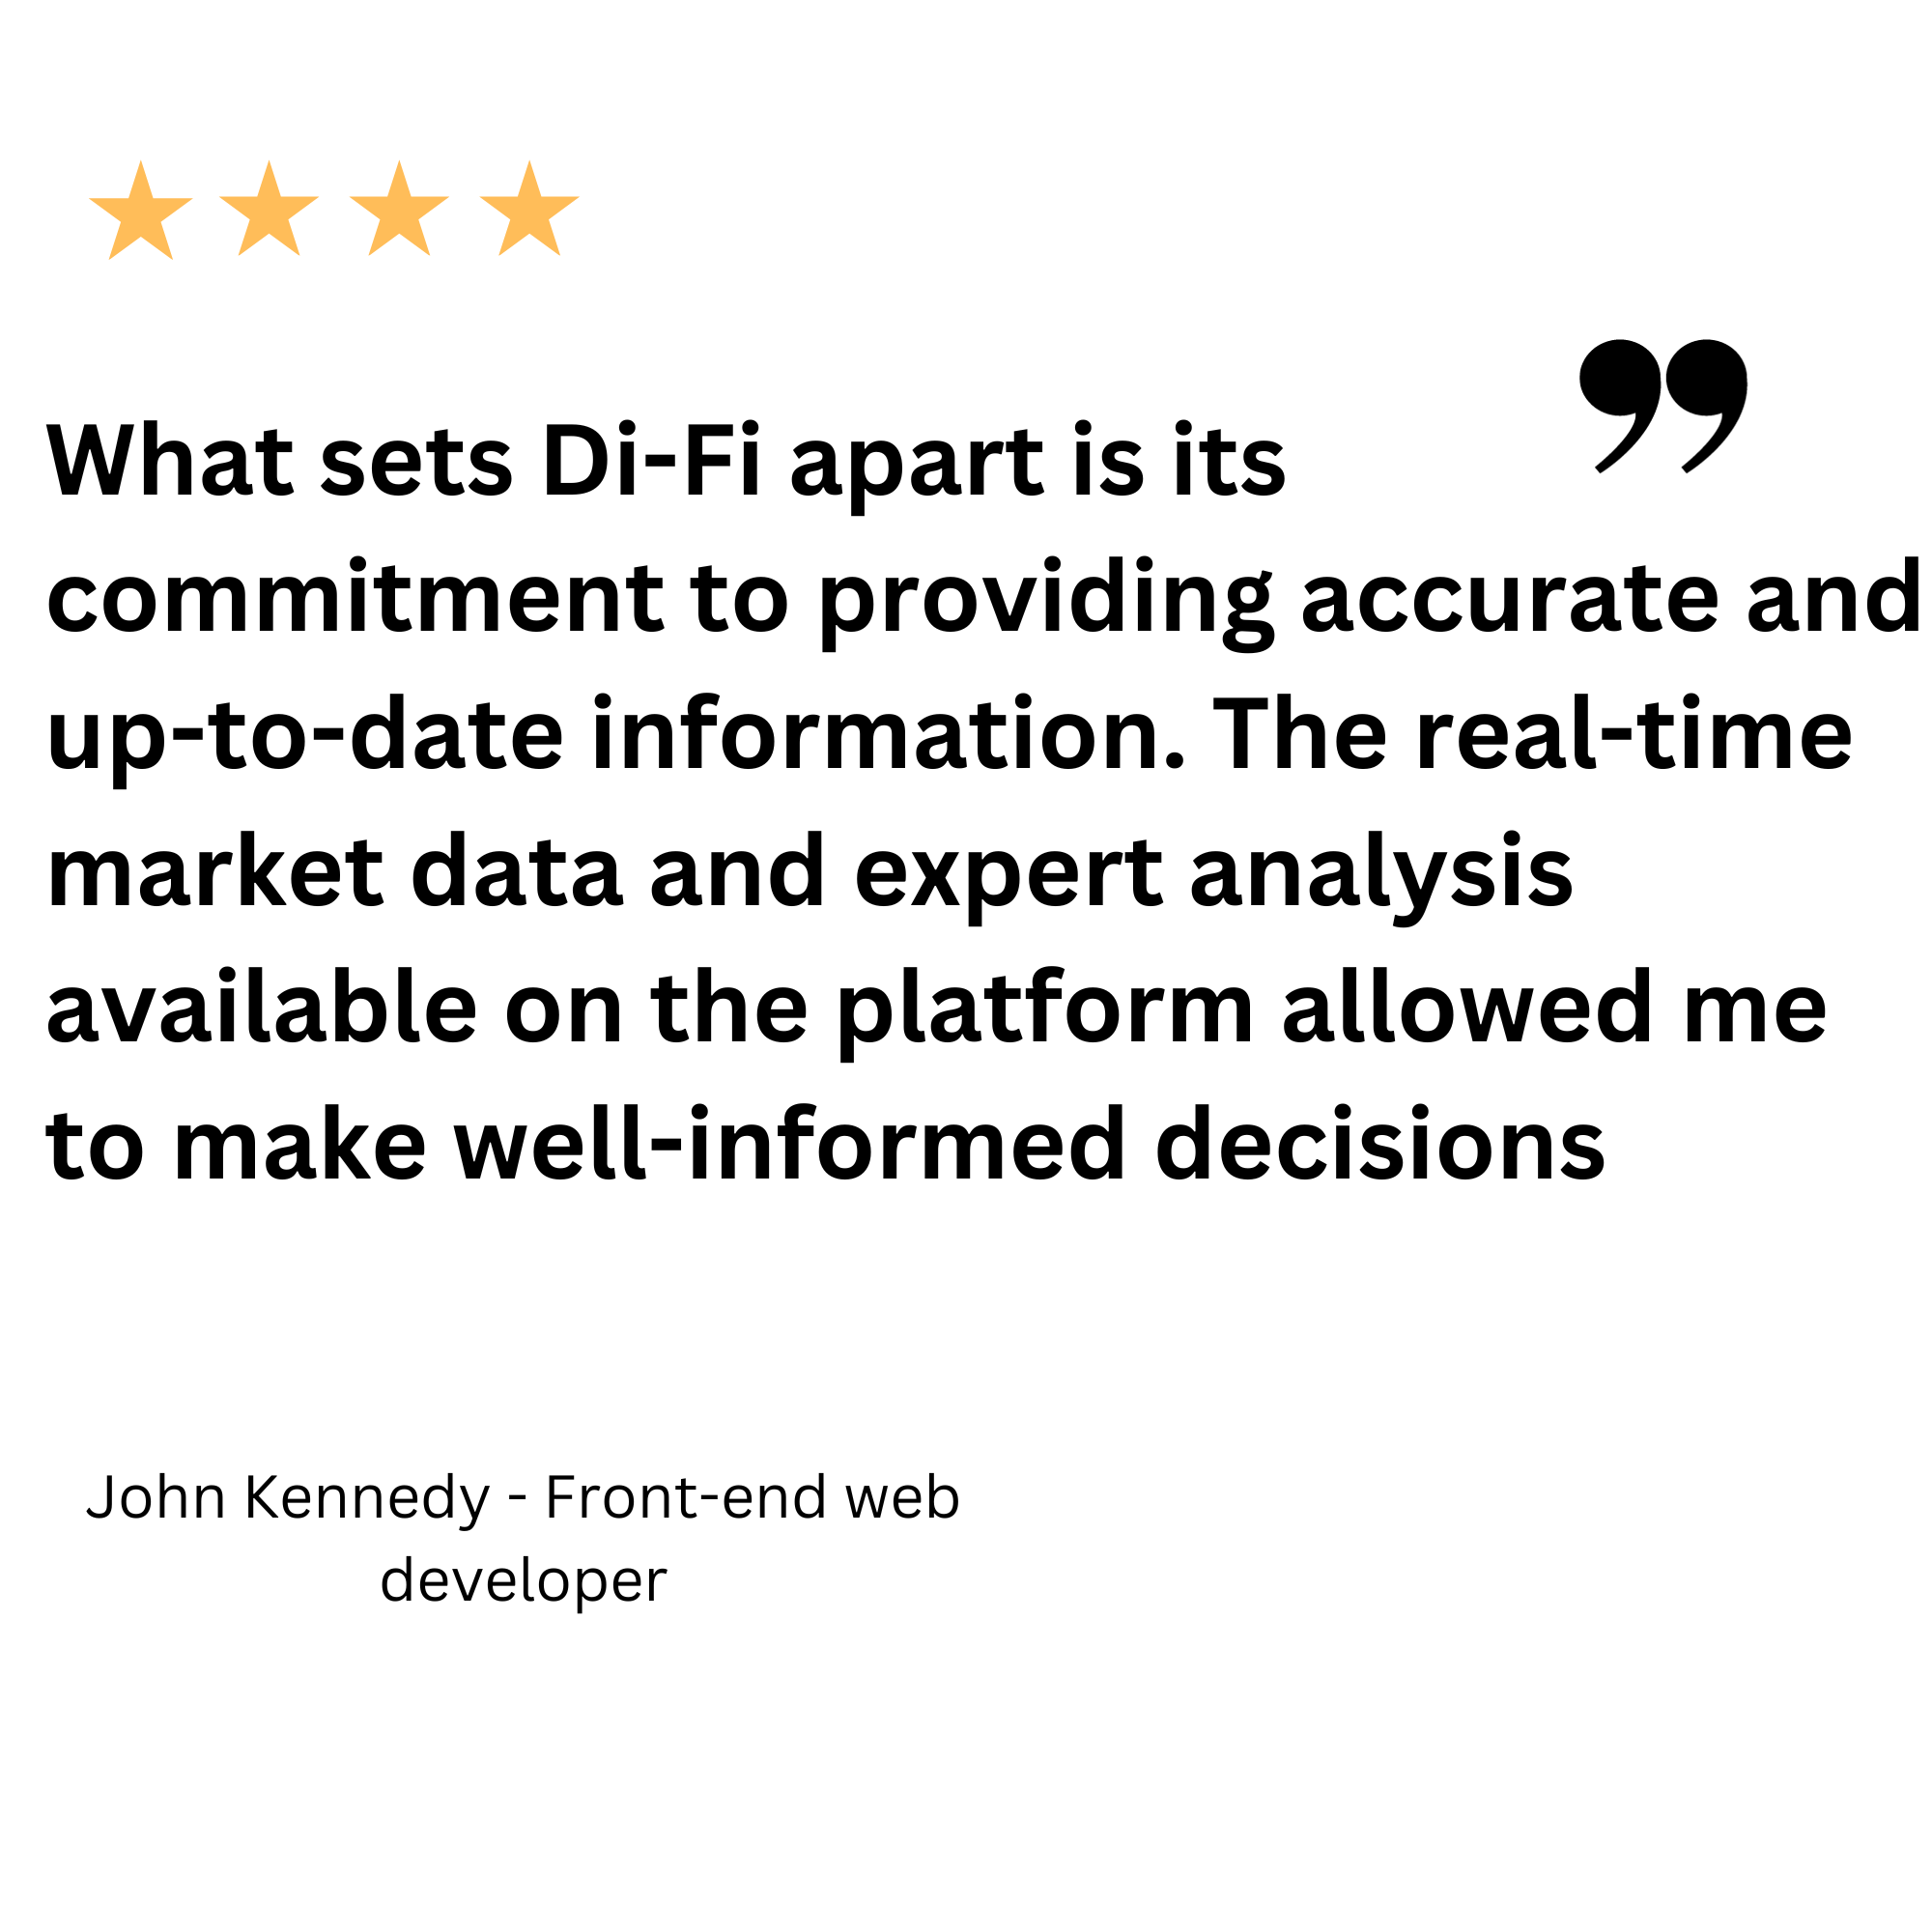 What sets Di-Fi apart is its
”
commitment to providing accurate and
up-to-date information. The real-time
market data and expert analysis
available on the platform allowed me
to make well-informed decisions
John Kennedy - Front-end web
developer